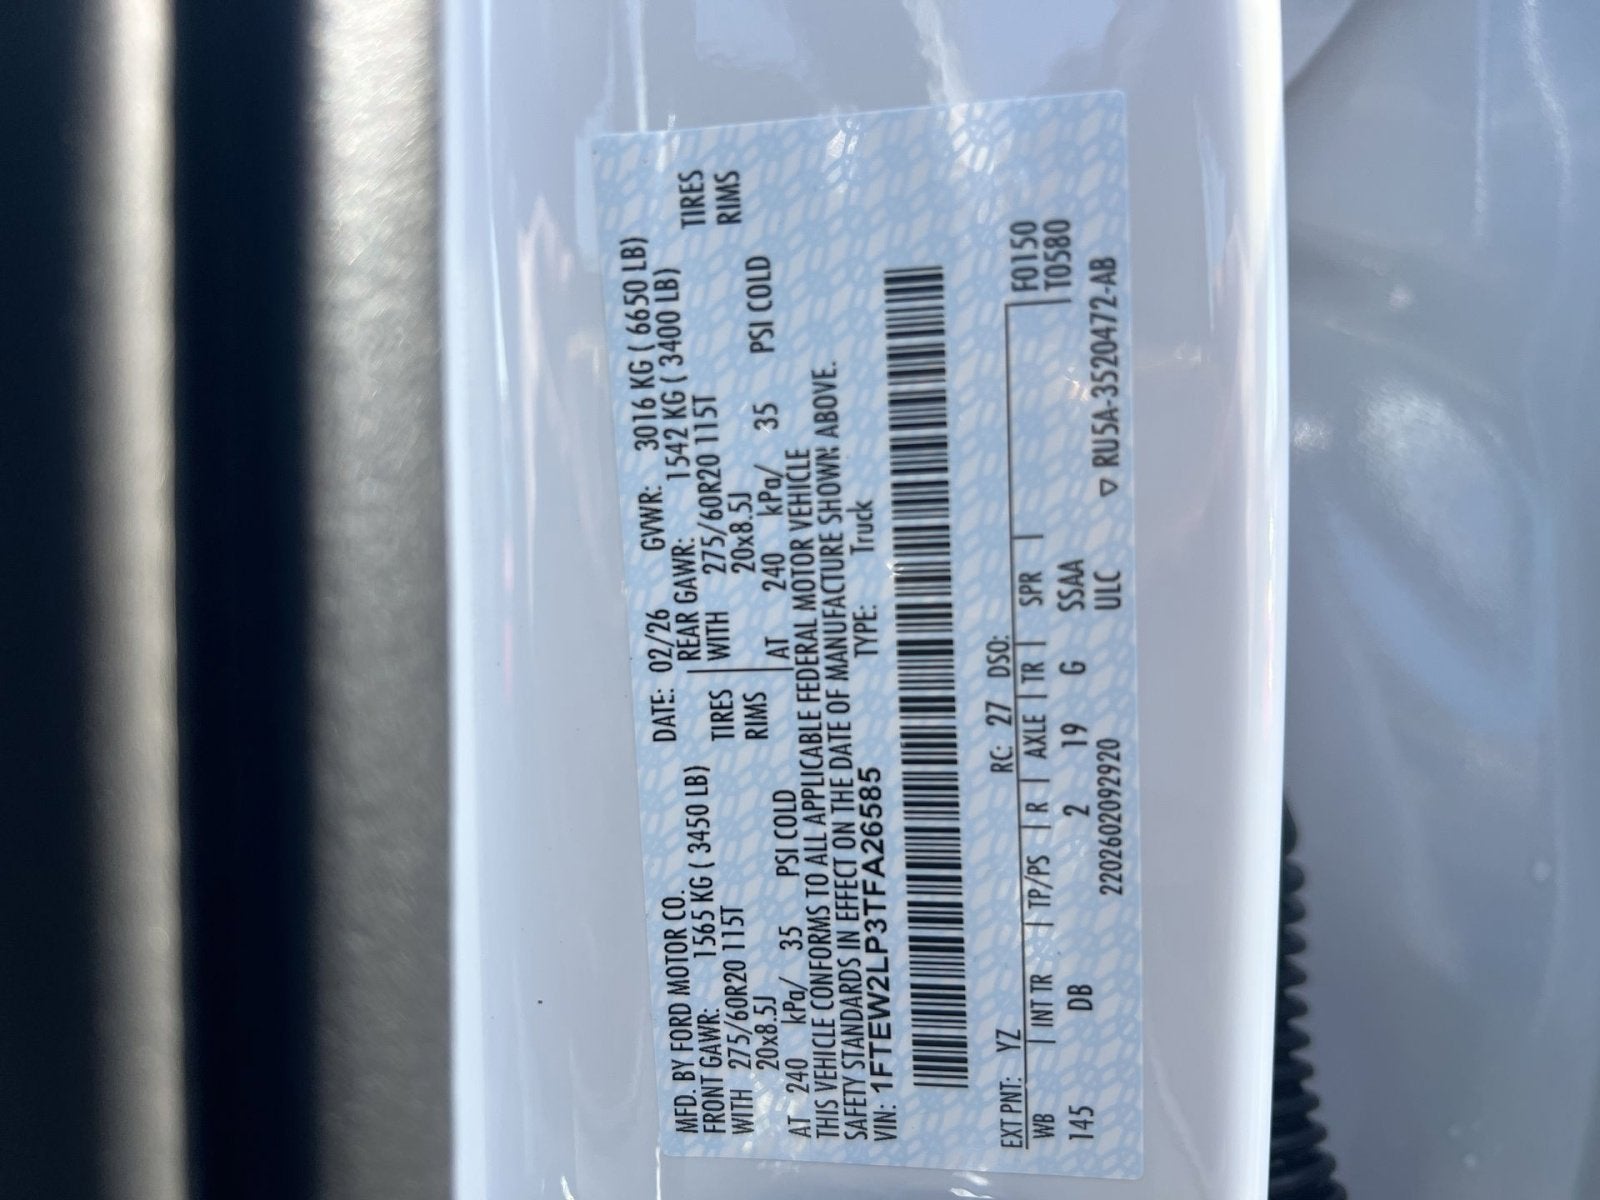 MFD. BY FORD MOTOR CO. DATE: 02/26 GVWR: 3016 KG ( 6650 LB)
FRONT GAWR: 1565 KG ( 3450 LB) REAR GAWR: 1542 KG ( 3400 LB)
WITH 275/60R20 115T TIRES WITH 275/60R20 115T TIRES
20x8.5J RIMS 20x8.5J RIMS
AT 240 kPa/ 35 PSI COLD AT 240 kPa/ 35 PSI COLD
THIS VEHICLE CONFORMS TO ALL APPLICABLE FEDERAL MOTOR VEHICLE
SAFETY STANDARDS IN EFFECT ON THE DATE OF MANUFACTURE SHOWN ABOVE.
VIN: 1FTEW2LP3TFA26585 TYPE: Truck
EXT PNT: YZ RC: 27 DSO: F0150
WB | INT TR | TP/PS | R | AXLE | TR | SPR | T0580
145 DB 2 19 G SSAA
220260209292​0 ULC ▽ RU5A-3520472-AB